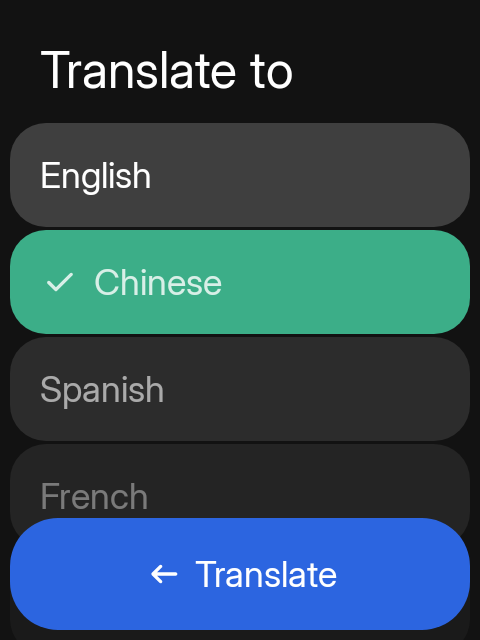 Translate to
English
Chinese
Spanish
French
Translate